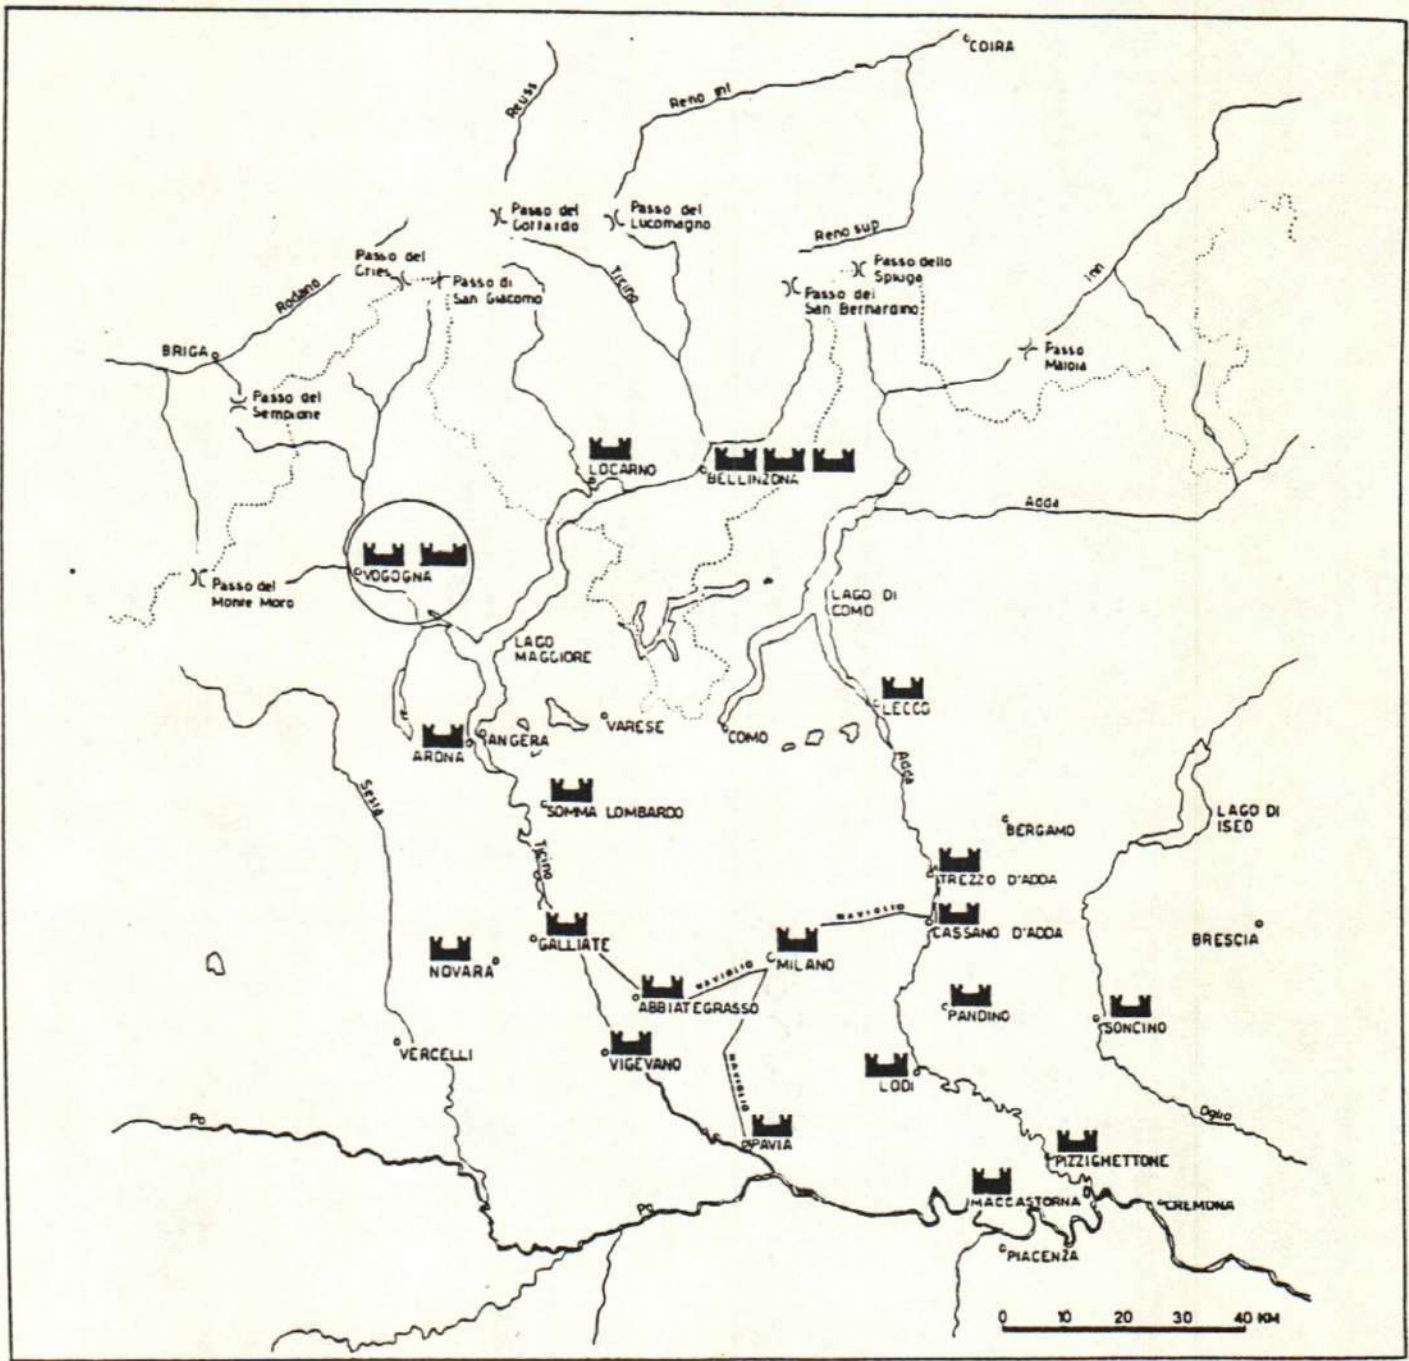 COIRA
Reuss
Reno inf
Passo del
Gottardo
Passo del
Lucomagno
Reno sup
Passo dello
Spluga
Passo del
Gries
Passo di
San Giacomo
Rodano
Ticino
Passo del
San Bernardino
Inn
BRIGA
Passo
Maloia
Passo del
Sempione
LOCARNO
BELLINZONA
Adda
VOGOGNA
Passo del
Monte Moro
LAGO DI
COMO
LAGO
MAGGIORE
LECCO
VARESE
COMO
ANGERA
ARONA
Adda
Sesia
SOMMA LOMBARDO
LAGO DI
ISEO
BERGAMO
Ticino
TREZZO D'ADDA
NAVIGLIO
CASSANO D'ADDA
BRESCIA
GALLIATE
NOVARA
MILANO
NAVIGLIO
ABBIATEGRASSO
PANDINO
SONCINO
VERCELLI
VIGEVANO
NAVIGLIO
LODI
Po
Oglio
PAVIA
PIZZIGHETTONE
MACCASTORNA
CREMONA
Po
PIACENZA
0 10 20 30 40 KM